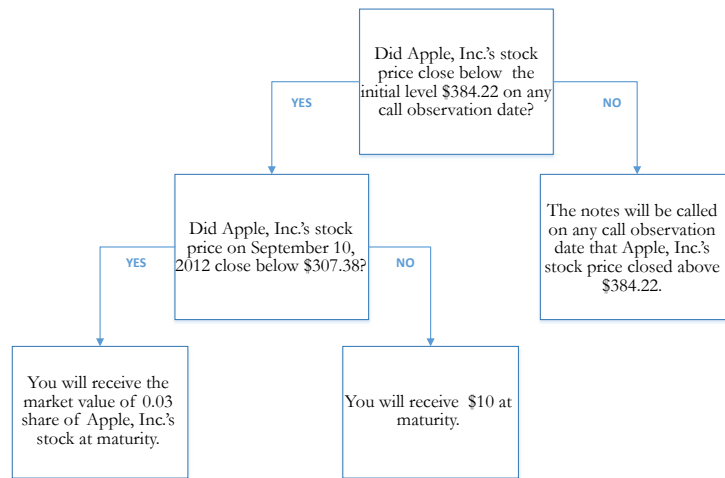 Did Apple, Inc.'s stock
price close below the
initial level $384.22 on any
call observation date?
YES
NO
Did Apple, Inc.'s stock
price on September 10,
2012 close below $307.38?
The notes will be called
on any call observation
date that Apple, Inc.'s
stock price closed above
$384.22.
YES
NO
You will receive the
market value of 0.03
share of Apple, Inc.'s
stock at maturity.
You will receive $10 at
maturity.